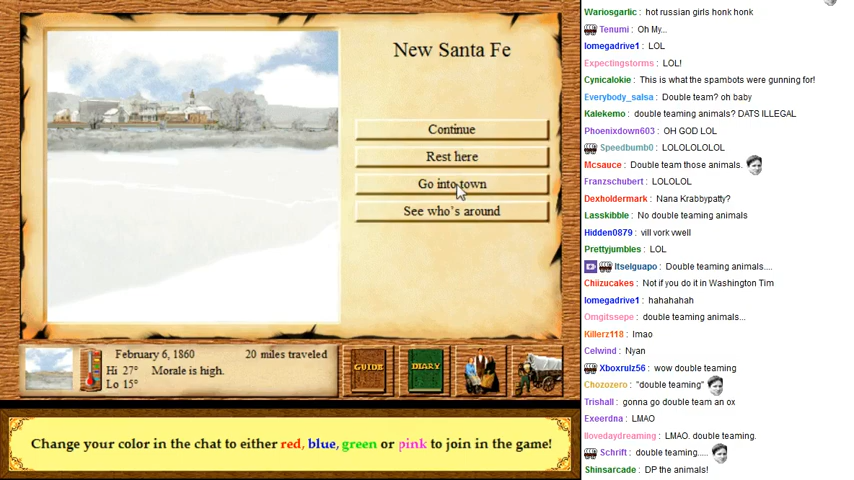 New Santa Fe
Continue
Rest here
Go into town
See who's around
February 6, 1860
20 miles traveled
Hi 27° Morale is high.
Lo 15°
GUIDE
DIARY
Change your color in the chat to either red, blue, green or pink to join in the game!
Wariosgarlic : hot russian girls honk honk
Tenumi : Oh My...
Iomegadrive1 : LOL
Expectingstorms : LOL!
Cynicalokie : This is what the spambots were gunning for!
Everybody_salsa : Double team? oh baby
Kalekemo : double teaming animals? DATS ILLEGAL
Phoenixdown603 : OH GOD LOL
Speedbumb0 : LOLOLOLOLOL
Mcsauce : Double team those animals.
Franzschubert : LOLOLOL
Dexholdermark : Nana Krabbypatty?
Lasskibble : No double teaming animals
Hidden0879 : vill vork vwell
Prettyjumbles : LOL
Itselguapo : Double teaming animals....
Chiizucakes : Not if you do it in Washington Tim
Iomegadrive1 : hahahahah
Omgitssepe : double teaming animals...
Killerz118 : lmao
Celwind : Nyan
Xboxrulz56 : wow double teaming
Chozozero : "double teaming"
Trishall : gonna go double team an ox
Exeerdna : LMAO
Ilovedaydreaming : LMAO. double teaming.
Schrift : double teaming.....
Shinsarcade : DP the animals!